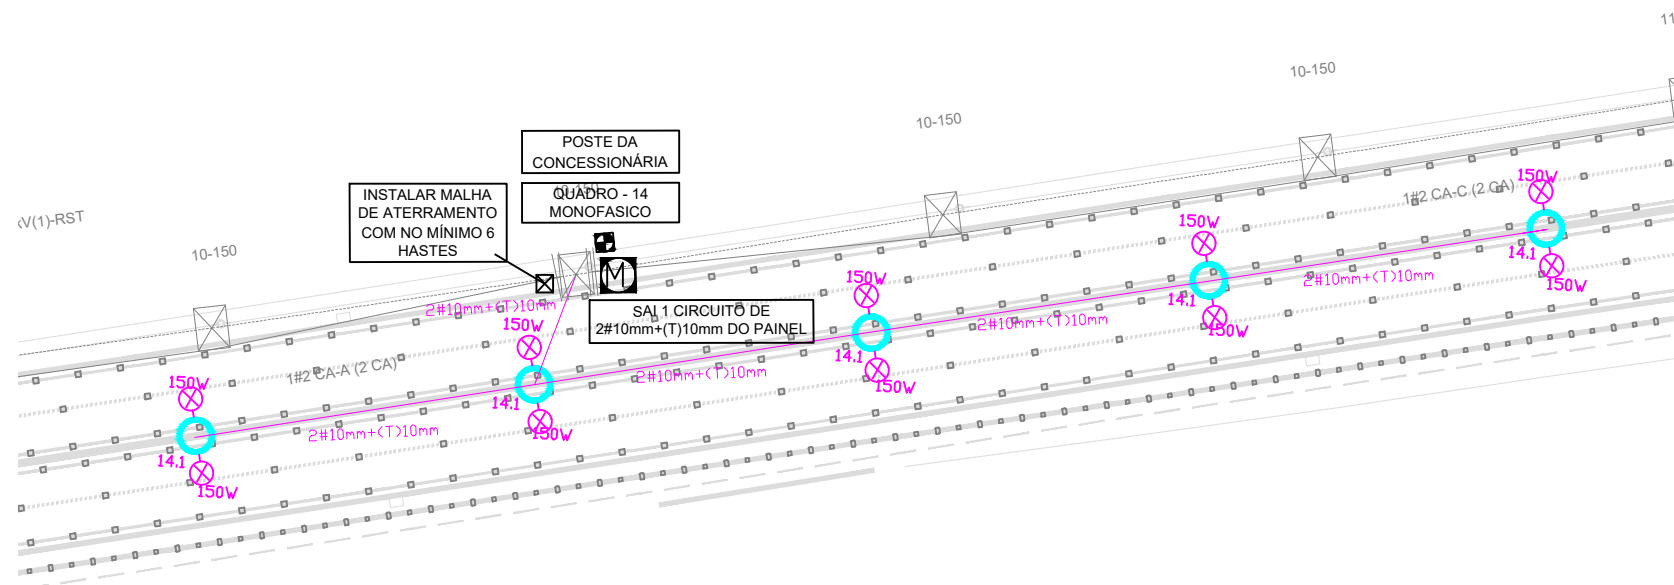 11
10-150
10-150
POSTE DA
CONCESSIONÁRIA
QUADRO - 14
MONOFASICO
10-150
INSTALAR MALHA
DE ATERRAMENTO
COM NO MÍNIMO 6
HASTES
kV(1)-RST
10-150
150W
1#2 CA-C (2 CA)
14.1
150W
2#10mm+(T)10mm
150W
14.1
150W
2#10mm+(T)10mm
M
SAI 1 CIRCUITO DE
2#10mm+(T)10mm DO PAINEL
150W
14.1
150W
2#10mm+(T)10mm
2#10mm+(T)10mm
150W
14.1
150W
1#2 CA-A (2 CA)
2#10mm+(T)10mm
150W
14.1
150W